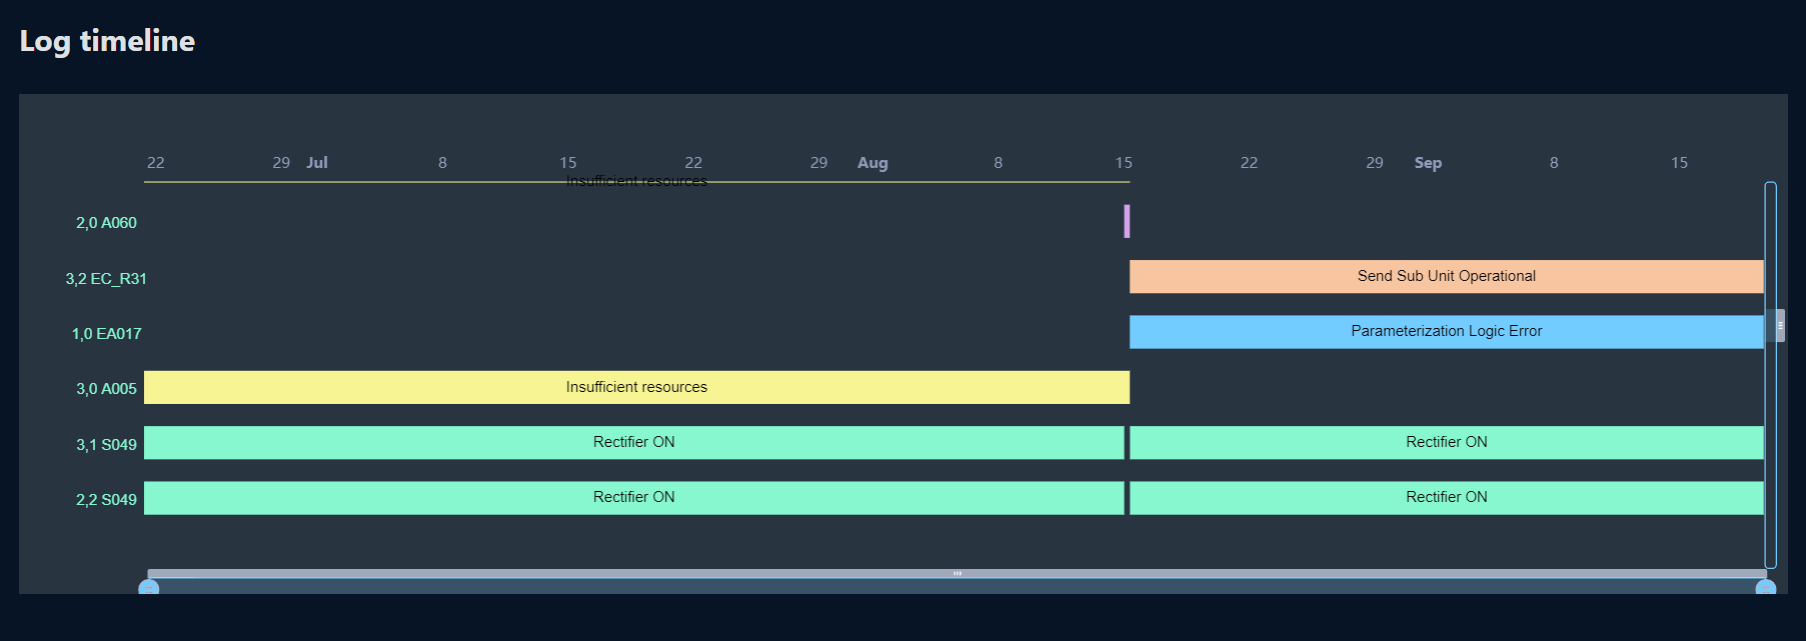 Log timeline
22 29 Jul 8 15 22 29 Aug 8 15 22 29 Sep 8 15
Insufficient resources
2,0 A060
3,2 EC_R31 Send Sub Unit Operational
1,0 EA017 Parameterization Logic Error
3,0 A005 Insufficient resources
3,1 S049 Rectifier ON Rectifier ON
2,2 S049 Rectifier ON Rectifier ON